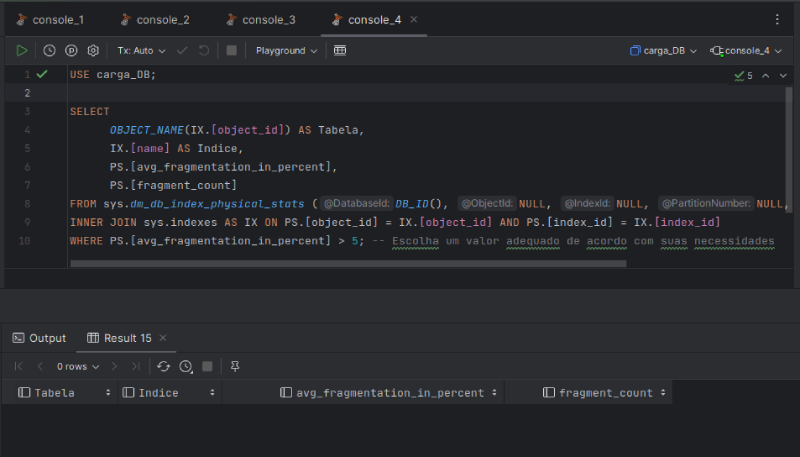 console_1 console_2 console_3 console_4
Tx: Auto Playground carga_DB console_4
1 USE carga_DB; 5
2
3 SELECT
4 OBJECT_NAME(IX.[object_id]) AS Tabela,
5 IX.[name] AS Indice,
6 PS.[avg_fragmentation_in_percent],
7 PS.[fragment_count]
8 FROM sys.dm_db_index_physical_stats ( @DatabaseId: DB_ID(), @ObjectId: NULL, @IndexId: NULL, @PartitionNumber: NULL,
9 INNER JOIN sys.indexes AS IX ON PS.[object_id] = IX.[object_id] AND PS.[index_id] = IX.[index_id]
10 WHERE PS.[avg_fragmentation_in_percent] > 5; -- Escolha um valor adequado de acordo com suas necessidades
Output Result 15
0 rows
Tabela Indice avg_fragmentation_in_percent fragment_count